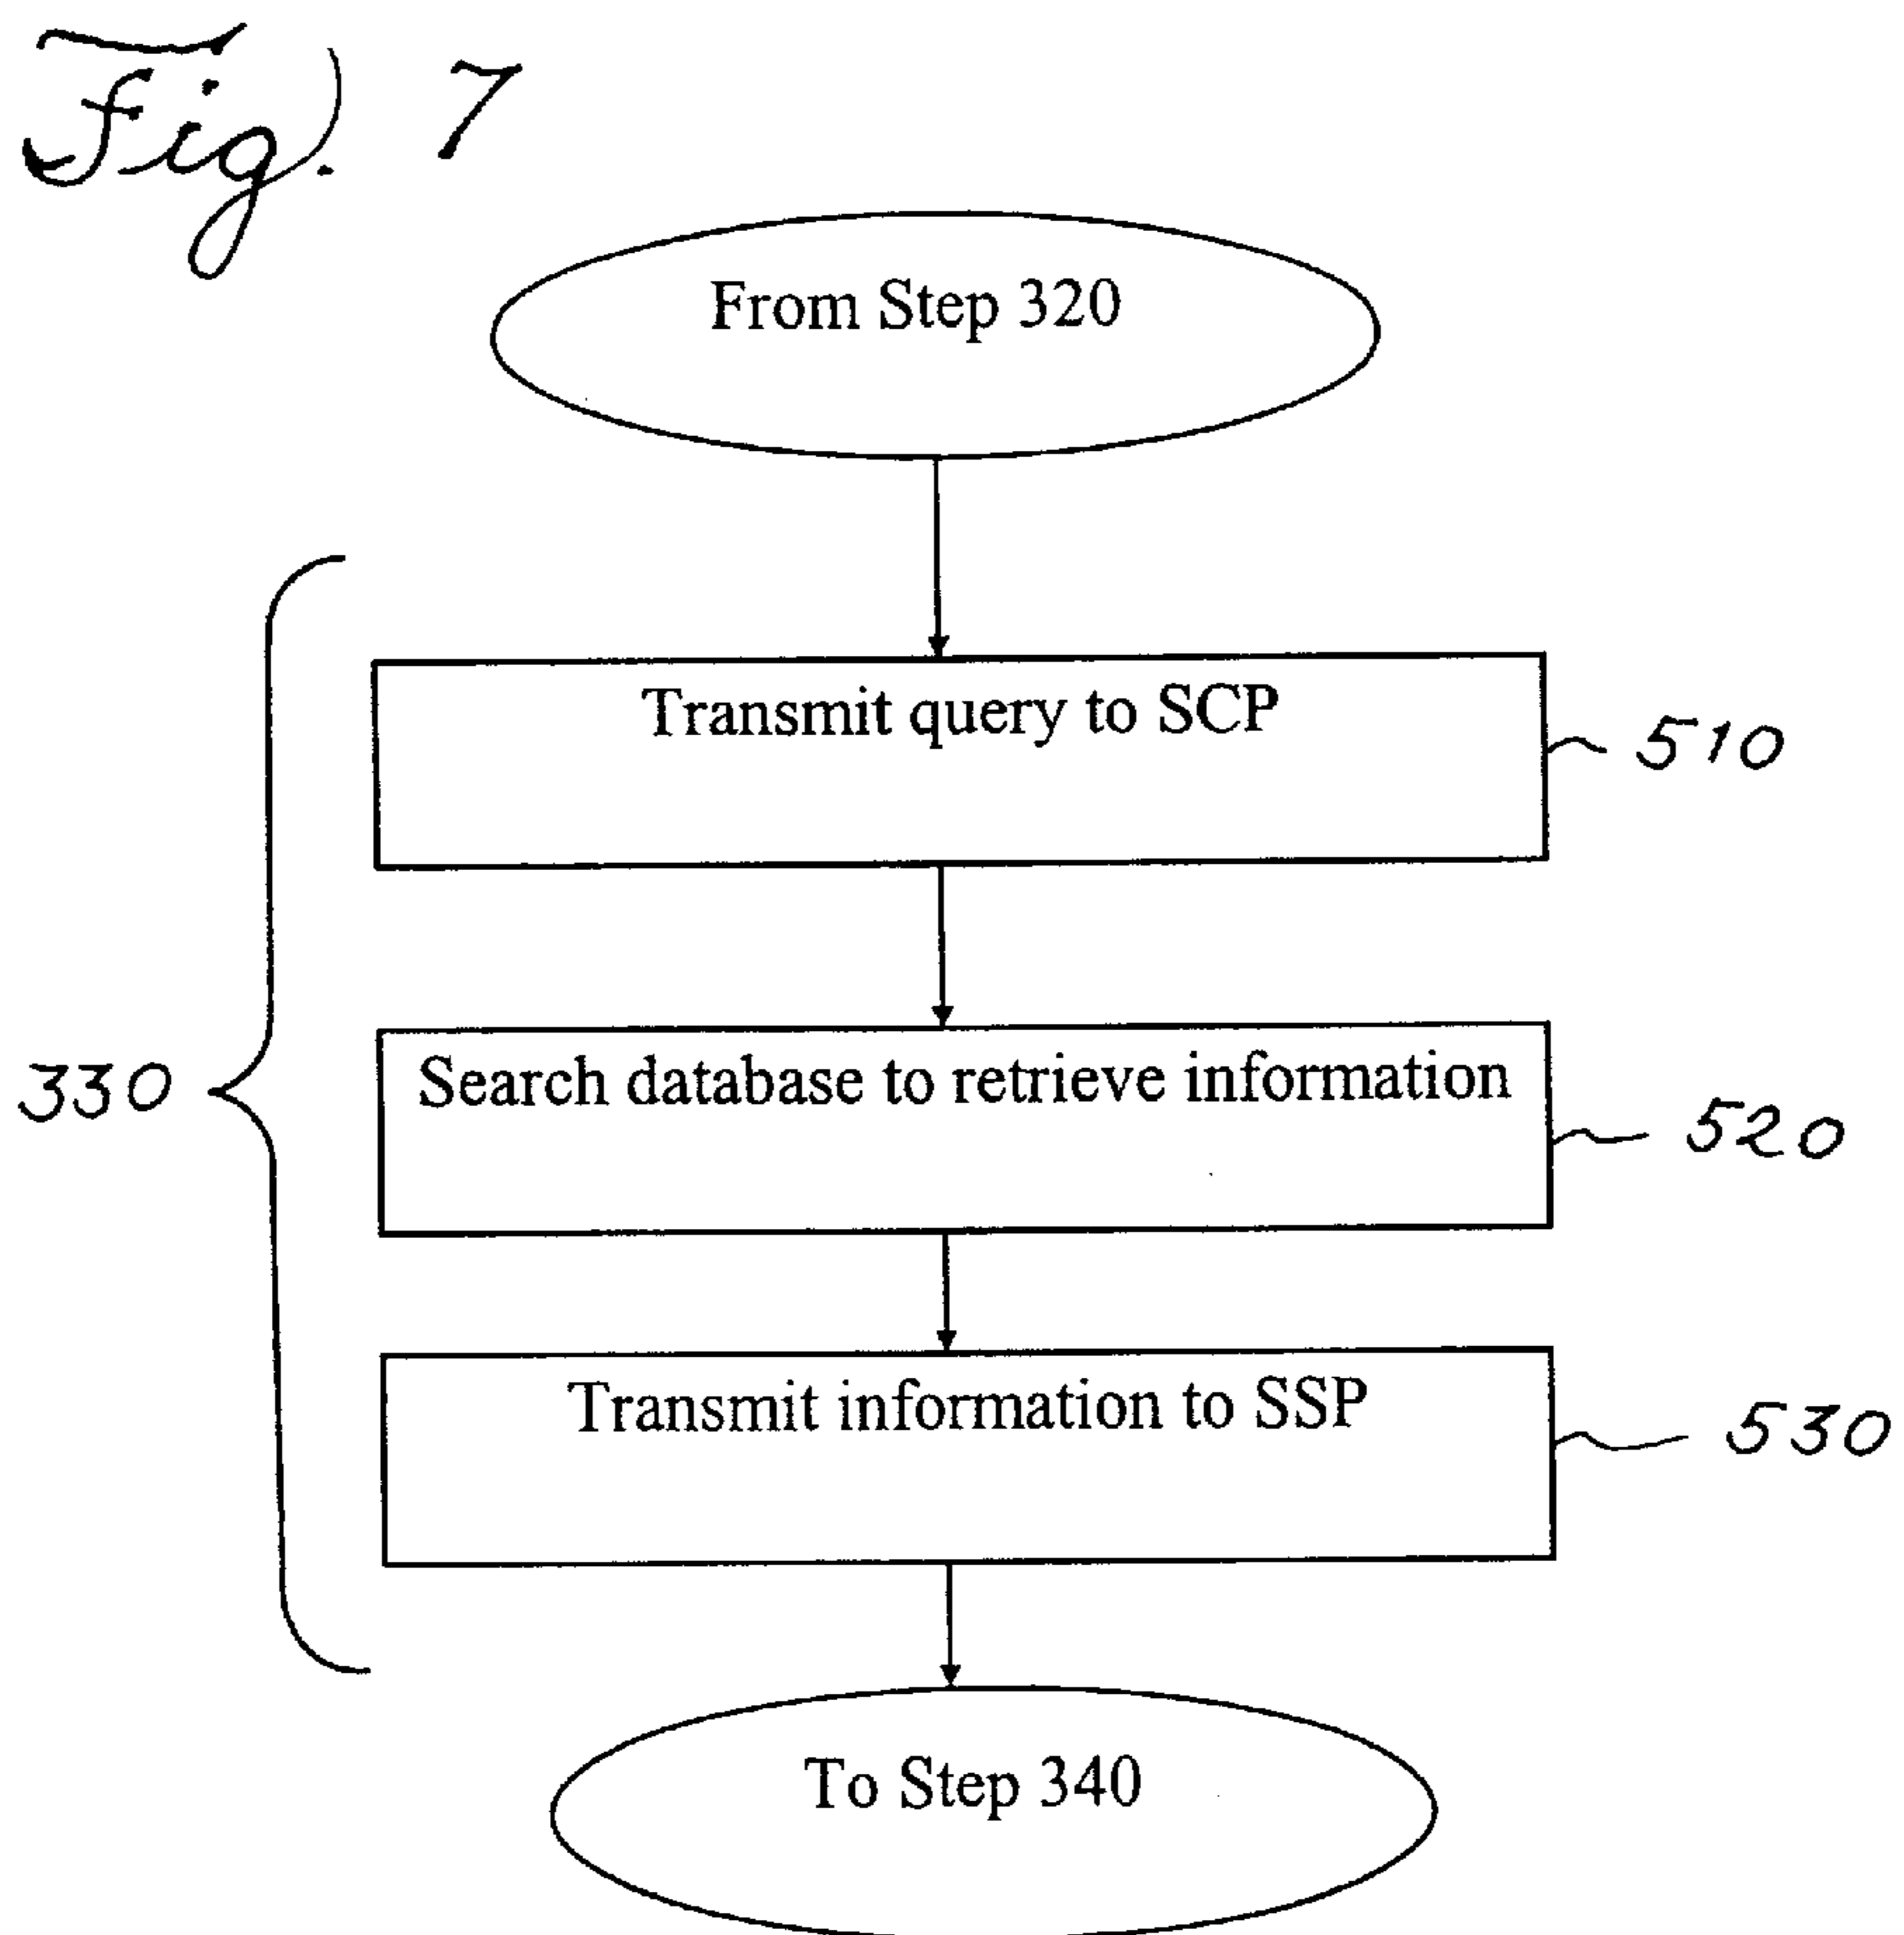 Fig. 7
From Step 320
Transmit query to SCP
510
330
Search database to retrieve information
520
Transmit information to SSP
530
To Step 340